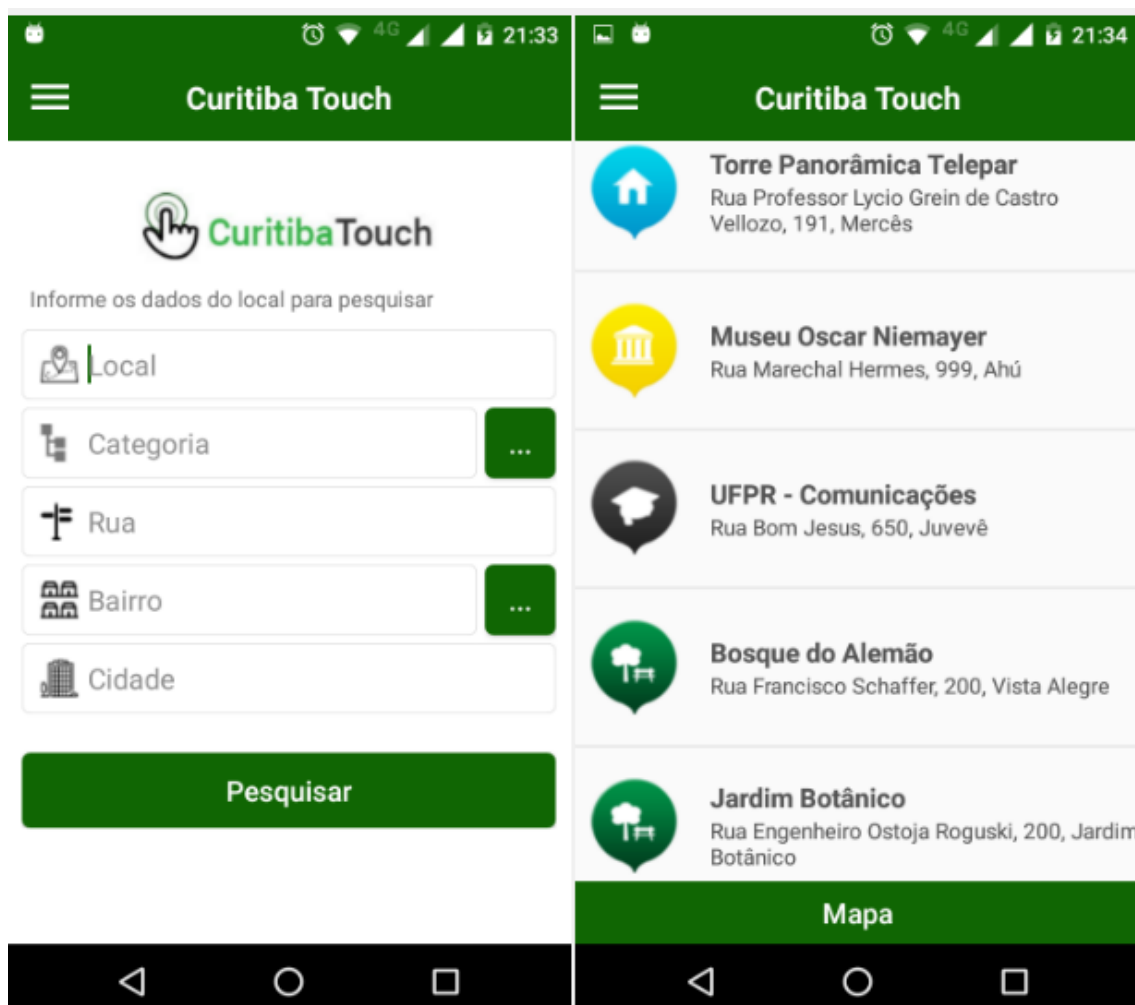 4G 21:33
Curitiba Touch
CuritibaTouch
Informe os dados do local para pesquisar
Local
Categoria
...
Rua
Bairro
...
Cidade
Pesquisar
4G 21:34
Curitiba Touch
Torre Panorâmica Telepar
Rua Professor Lycio Grein de Castro
Vellozo, 191, Mercês
Museu Oscar Niemayer
Rua Marechal Hermes, 999, Ahú
UFPR - Comunicações
Rua Bom Jesus, 650, Juvevê
Bosque do Alemão
Rua Francisco Schaffer, 200, Vista Alegre
Jardim Botânico
Rua Engenheiro Ostoja Roguski, 200, Jardim
Botânico
Mapa